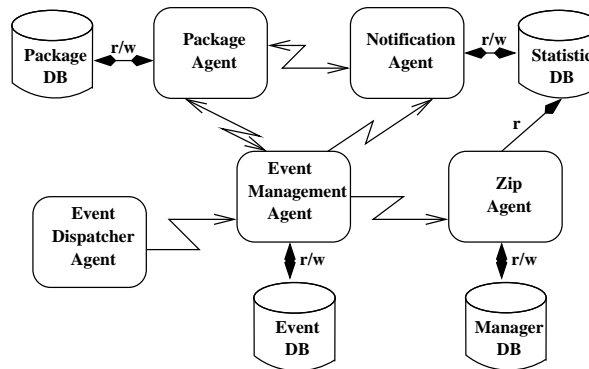 Package
DB
r/w
Package
Agent
Notification
Agent
r/w
Statistic
DB
r
Event
Management
Agent
Zip
Agent
Event
Dispatcher
Agent
r/w
r/w
Event
DB
Manager
DB